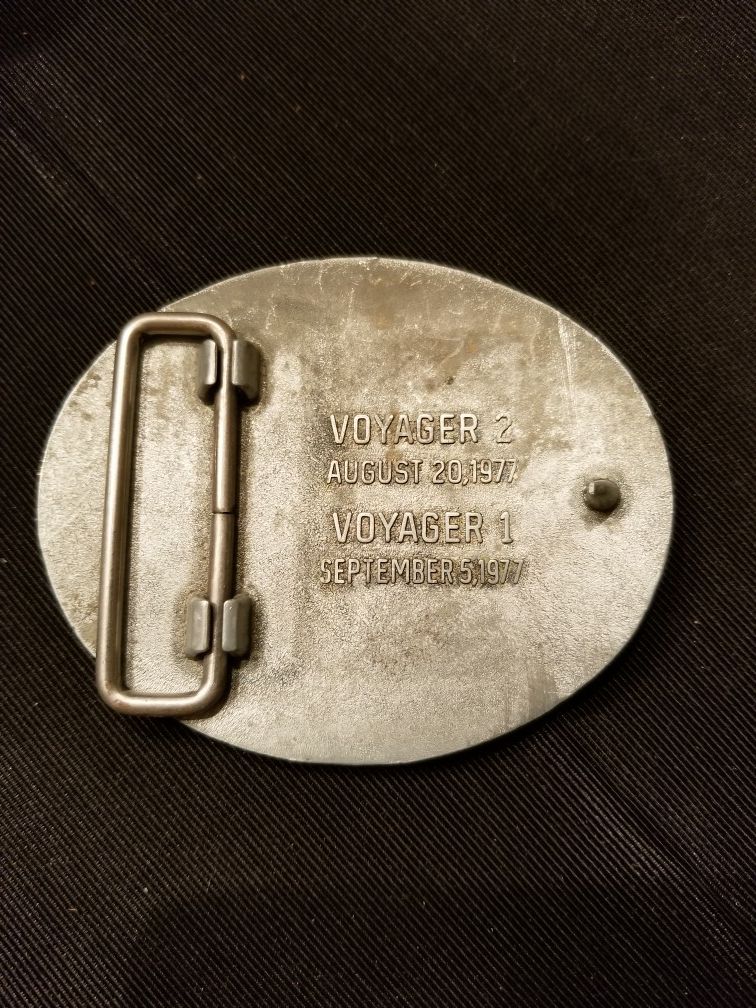 VOYAGER 2
AUGUST 20,1977
VOYAGER 1
SEPTEMBER 5,1977